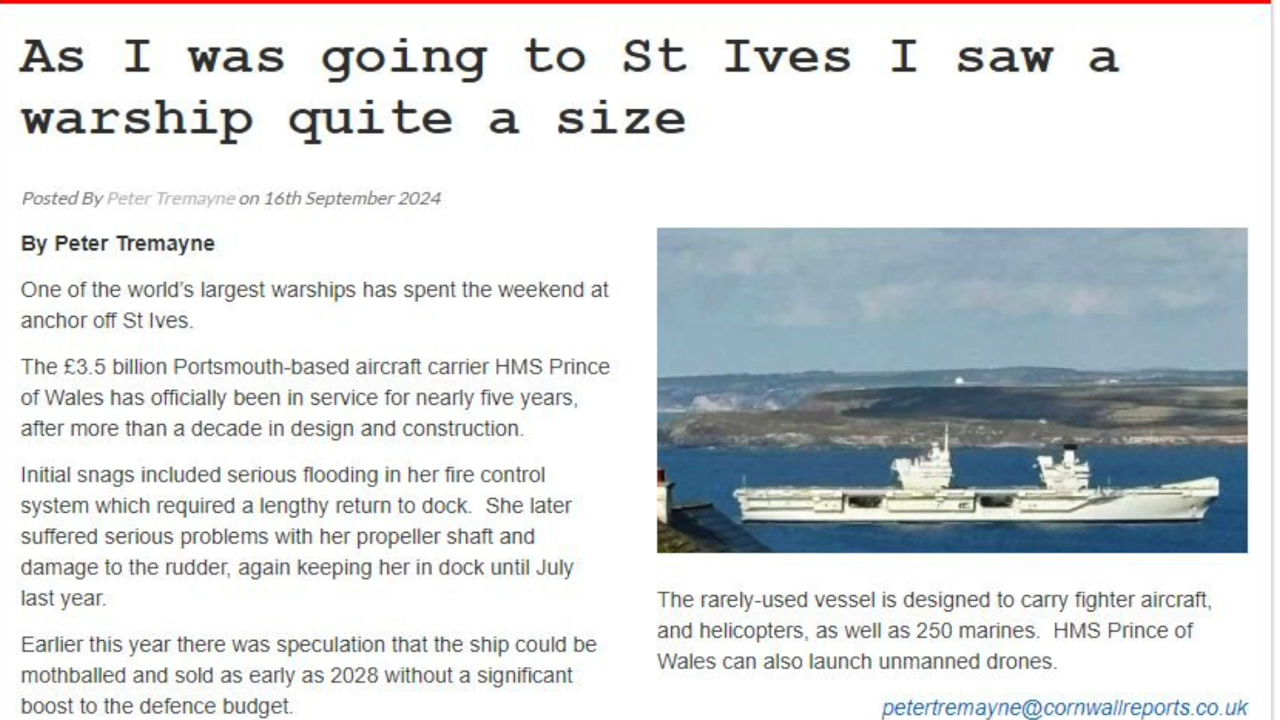 As I was going to St Ives I saw a
warship quite a size
Posted By Peter Tremayne on 16th September 2024
By Peter Tremayne
One of the world’s largest warships has spent the weekend at
anchor off St Ives.
The £3.5 billion Portsmouth-based aircraft carrier HMS Prince
of Wales has officially been in service for nearly five years,
after more than a decade in design and construction.
Initial snags included serious flooding in her fire control
system which required a lengthy return to dock.  She later
suffered serious problems with her propeller shaft and
damage to the rudder, again keeping her in dock until July
last year.
Earlier this year there was speculation that the ship could be
mothballed and sold as early as 2028 without a significant
boost to the defence budget.
The rarely-used vessel is designed to carry fighter aircraft,
and helicopters, as well as 250 marines.  HMS Prince of
Wales can also launch unmanned drones.
petertremayne@cornwallreports.co.uk